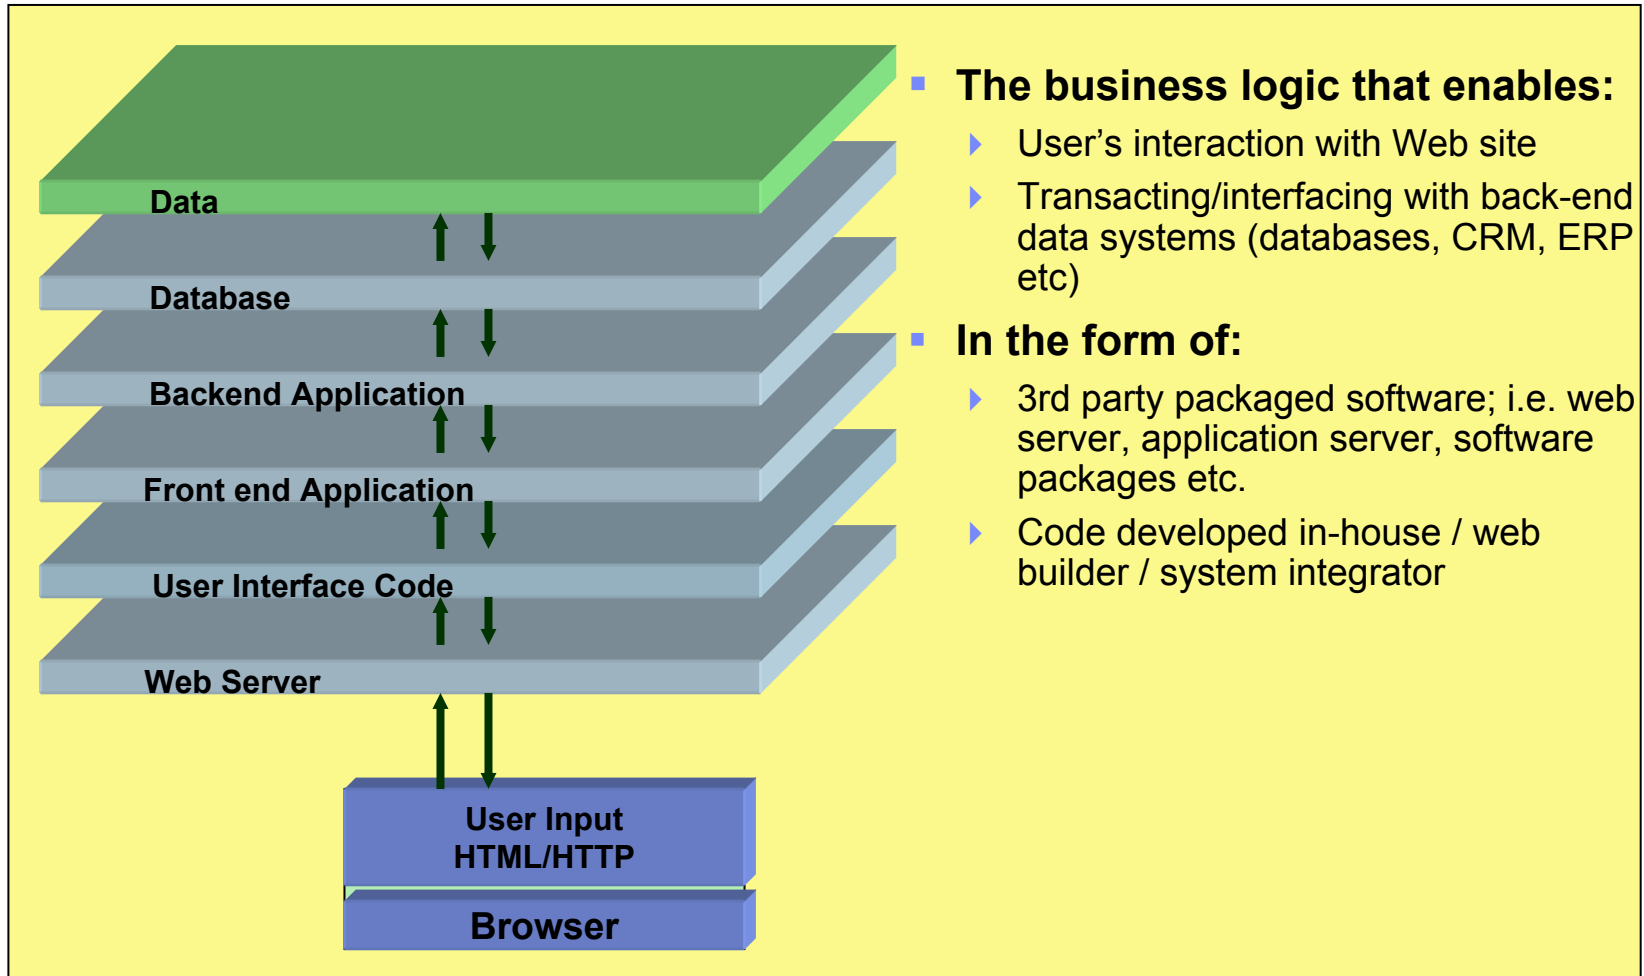 Data
Database
Backend Application
Front end Application
User Interface Code
Web Server
User Input
HTML/HTTP
Browser
The business logic that enables:
User’s interaction with Web site
Transacting/interfacing with back-end
data systems (databases, CRM, ERP
etc)
In the form of:
3rd party packaged software; i.e. web
server, application server, software
packages etc.
Code developed in-house / web
builder / system integrator